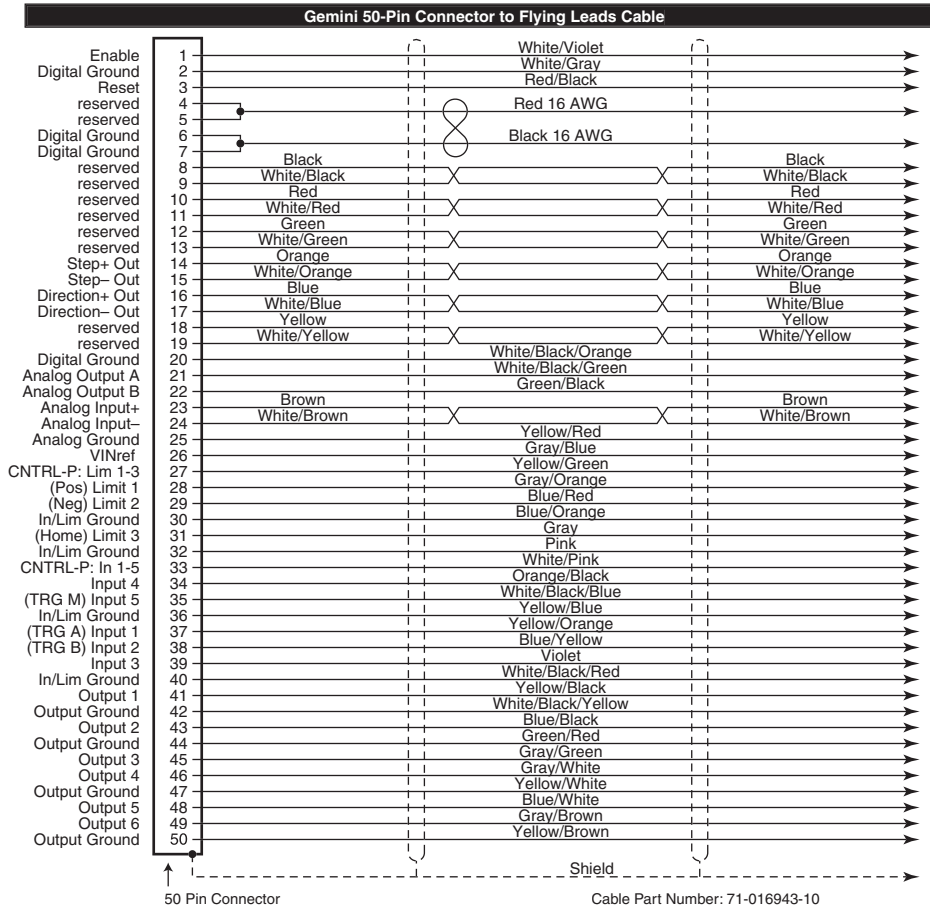 Gemini 50-Pin Connector to Flying Leads Cable
Enable 1 White/Violet
Digital Ground 2 White/Gray
Reset 3 Red/Black
reserved 4 Red 16 AWG
reserved 5
Digital Ground 6 Black 16 AWG
Digital Ground 7
reserved 8 Black Black
reserved 9 White/Black White/Black
reserved 10 Red Red
reserved 11 White/Red White/Red
reserved 12 Green Green
reserved 13 White/Green White/Green
Step+ Out 14 Orange Orange
Step– Out 15 White/Orange White/Orange
Direction+ Out 16 Blue Blue
Direction– Out 17 White/Blue White/Blue
reserved 18 Yellow Yellow
reserved 19 White/Yellow White/Yellow
Digital Ground 20 White/Black/Orange
Analog Output A 21 White/Black/Green
Analog Output B 22 Green/Black
Analog Input+ 23 Brown Brown
Analog Input– 24 White/Brown White/Brown
Analog Ground 25 Yellow/Red
VINref 26 Gray/Blue
CNTRL-P: Lim 1-3 27 Yellow/Green
(Pos) Limit 1 28 Gray/Orange
(Neg) Limit 2 29 Blue/Red
In/Lim Ground 30 Blue/Orange
(Home) Limit 3 31 Gray
In/Lim Ground 32 Pink
CNTRL-P: In 1-5 33 White/Pink
Input 4 34 Orange/Black
(TRG M) Input 5 35 White/Black/Blue
In/Lim Ground 36 Yellow/Blue
(TRG A) Input 1 37 Yellow/Orange
(TRG B) Input 2 38 Blue/Yellow
Input 3 39 Violet
In/Lim Ground 40 White/Black/Red
Output 1 41 Yellow/Black
Output Ground 42 White/Black/Yellow
Output 2 43 Blue/Black
Output Ground 44 Green/Red
Output 3 45 Gray/Green
Output 4 46 Gray/White
Output Ground 47 Yellow/White
Output 5 48 Blue/White
Output 6 49 Gray/Brown
Output Ground 50 Yellow/Brown
Shield
50 Pin Connector Cable Part Number: 71-016943-10